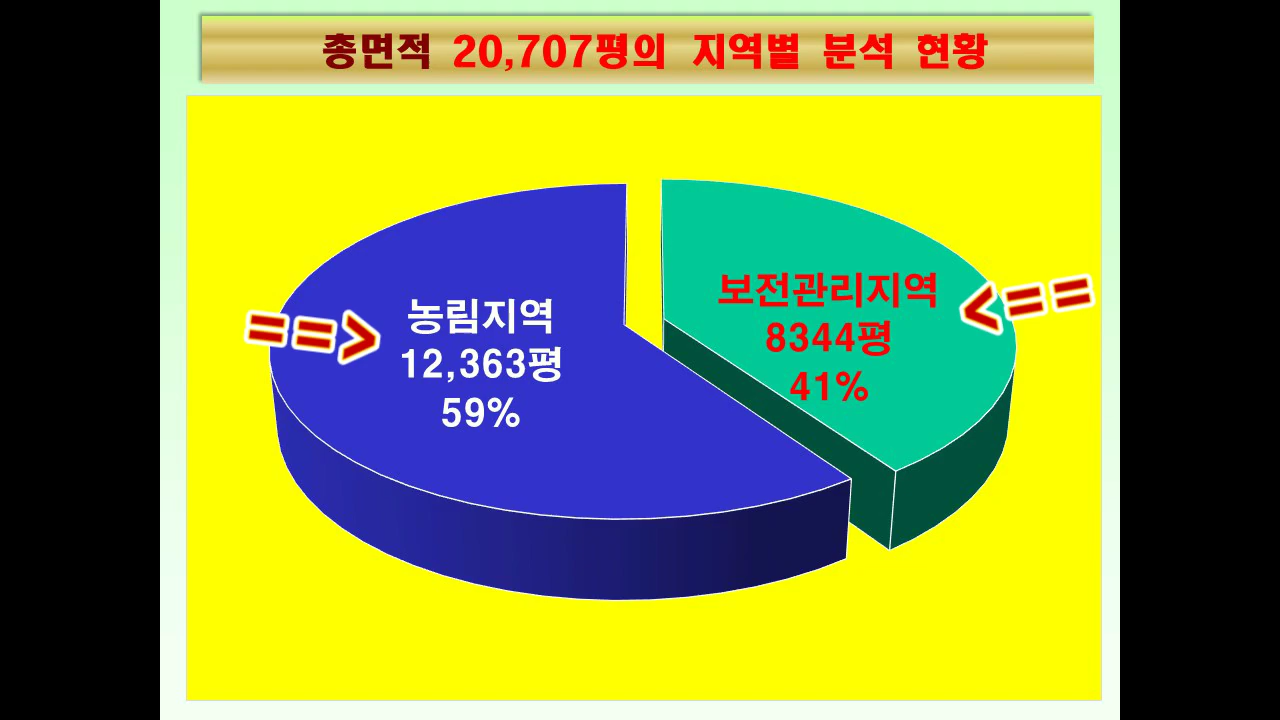 총면적 20,707평의 지역별 분석 현황
농림지역
12,363평
59%
보전관리지역
8344평
41%
==>
<==